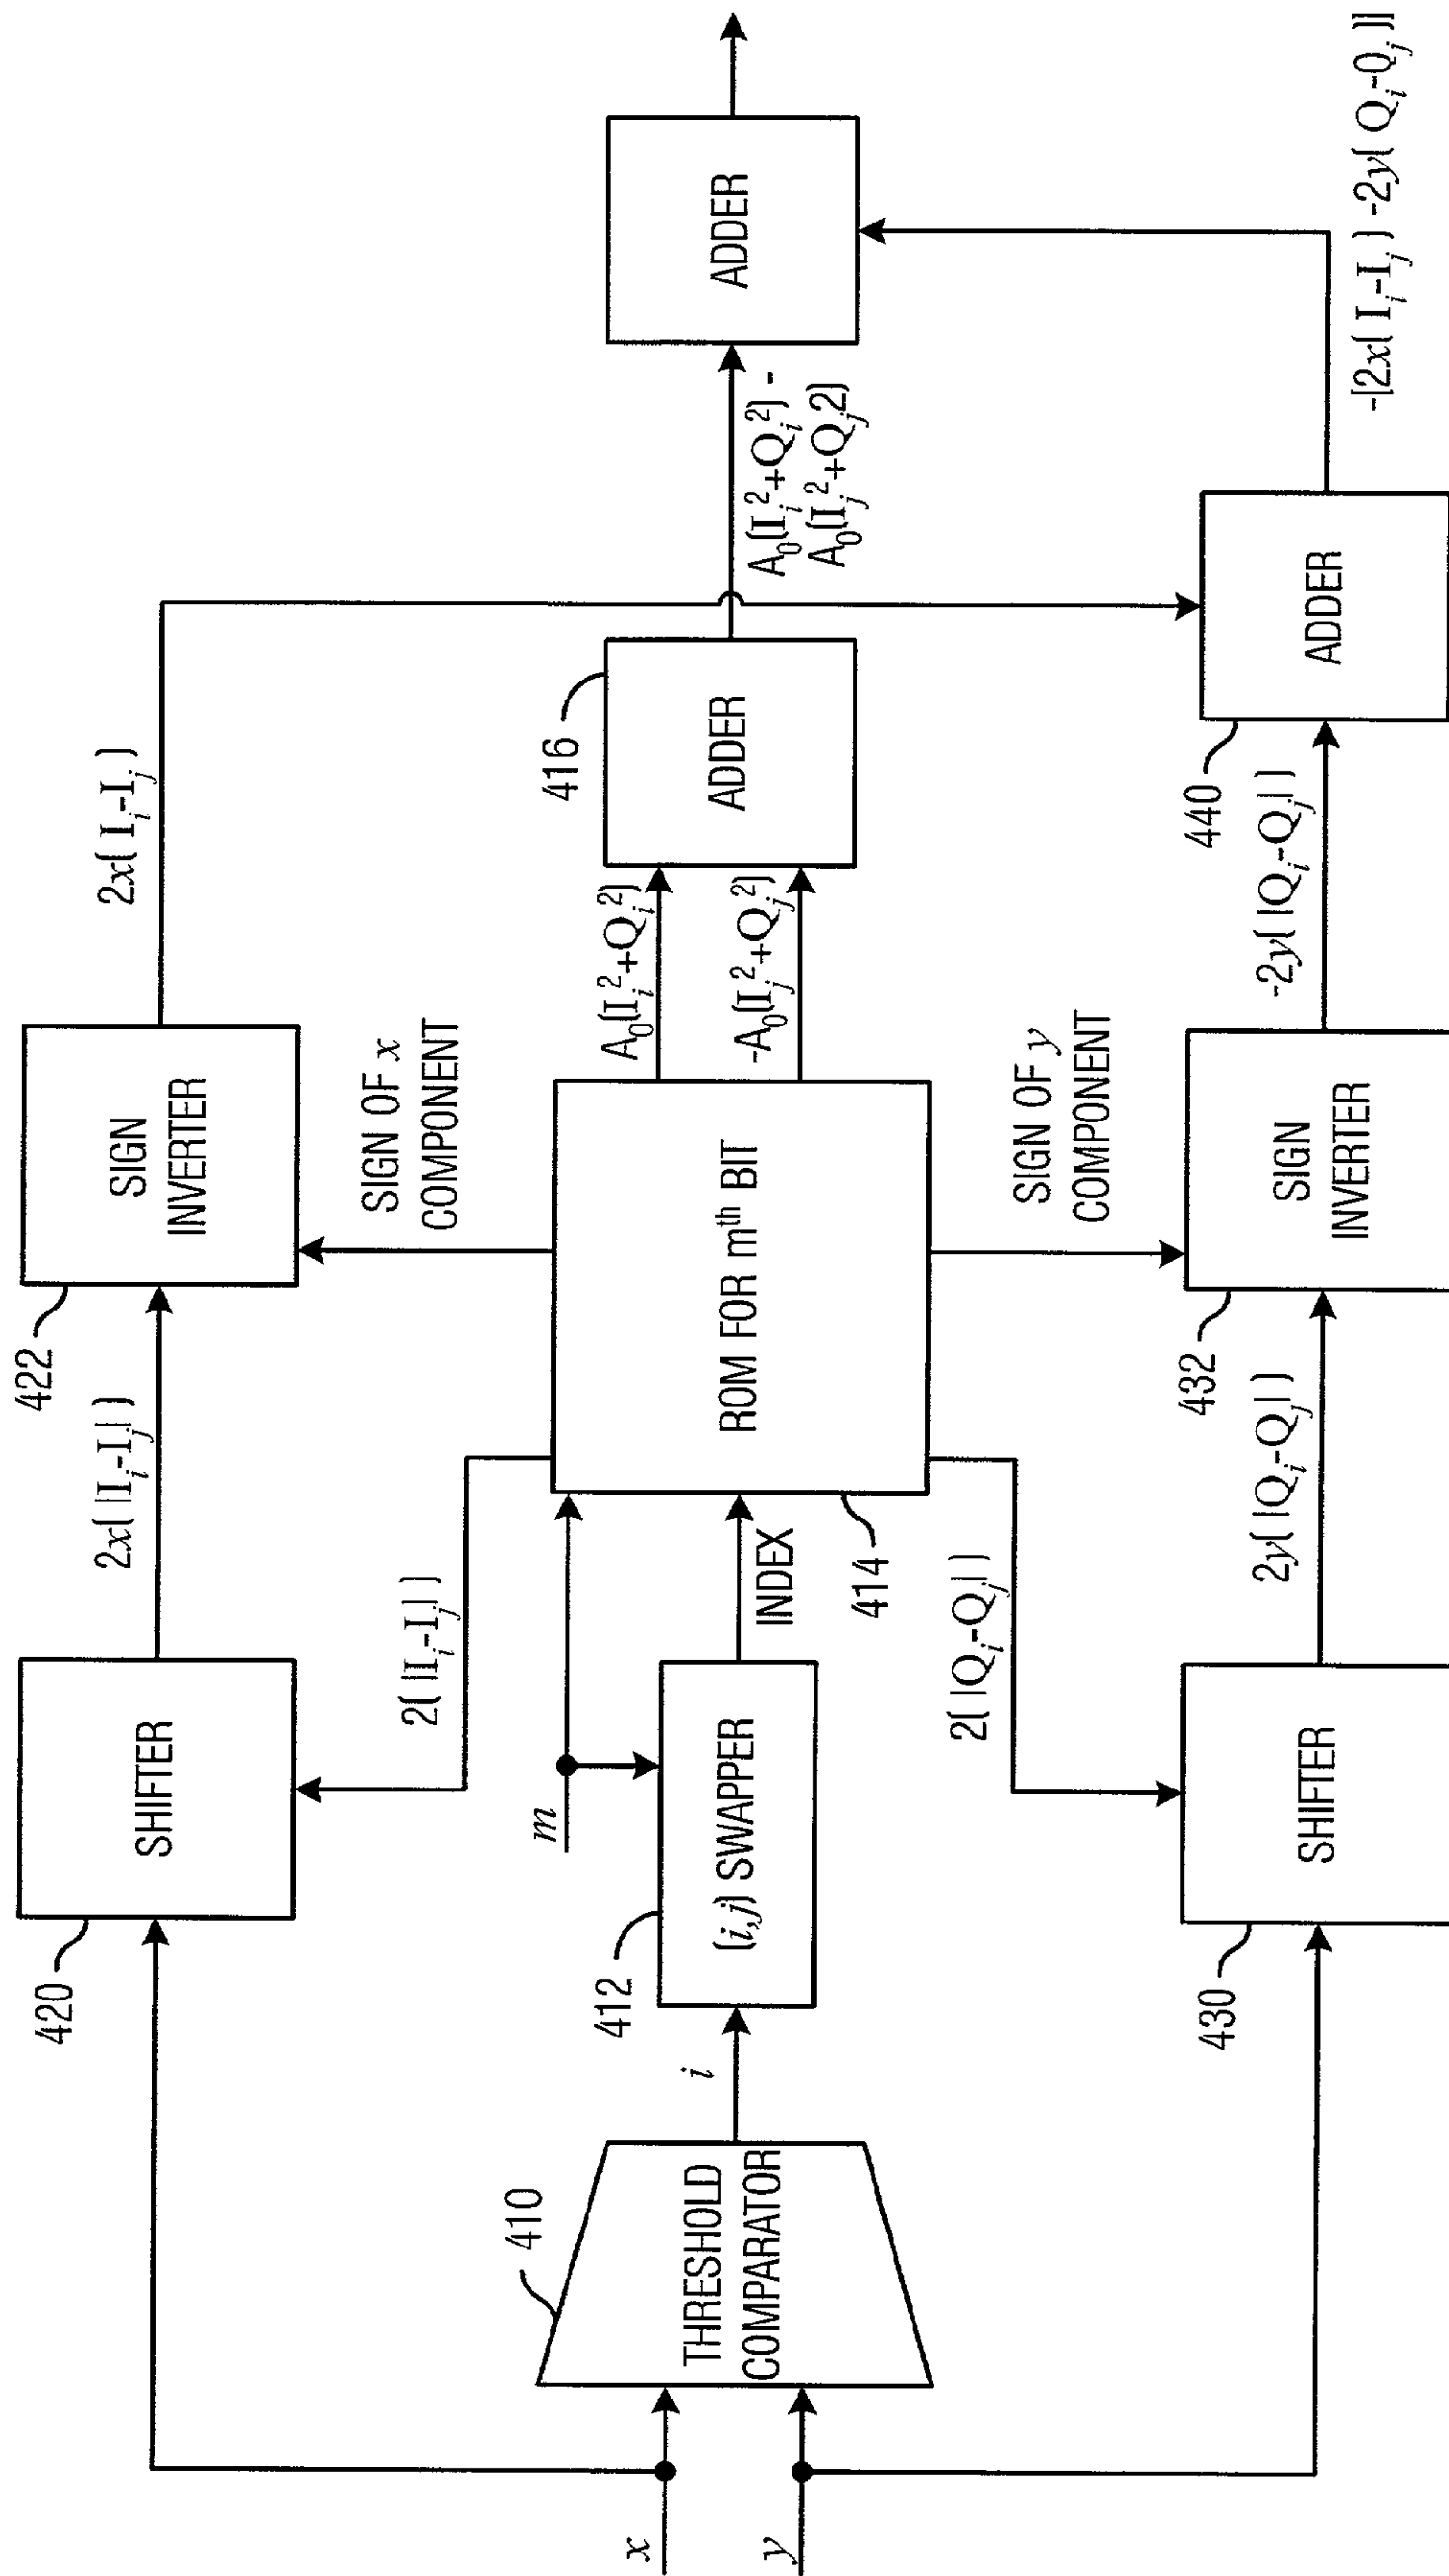 x
y
410
THRESHOLD
COMPARATOR
i
420
SHIFTER
2x( |I_i-I_j| )
422
SIGN
INVERTER
2x( I_i-I_j )
m
412
(i,j) SWAPPER
INDEX
2( |I_i-I_j| )
414
ROM FOR m^th BIT
SIGN OF x
COMPONENT
A_0(I_i^2+Q_i^2)
-A_0(I_j^2+Q_j^2)
416
ADDER
A_0(I_i^2+Q_i^2) -
A_0(I_j^2+Q_j2)
ADDER
2( |Q_i-Q_j| )
SIGN OF y
COMPONENT
430
SHIFTER
2y( |Q_i-Q_j| )
432
SIGN
INVERTER
-2y( |Q_i-Q_j| )
440
ADDER
-[2x( I_i-I_j ) -2y( Q_i-Q_j )]